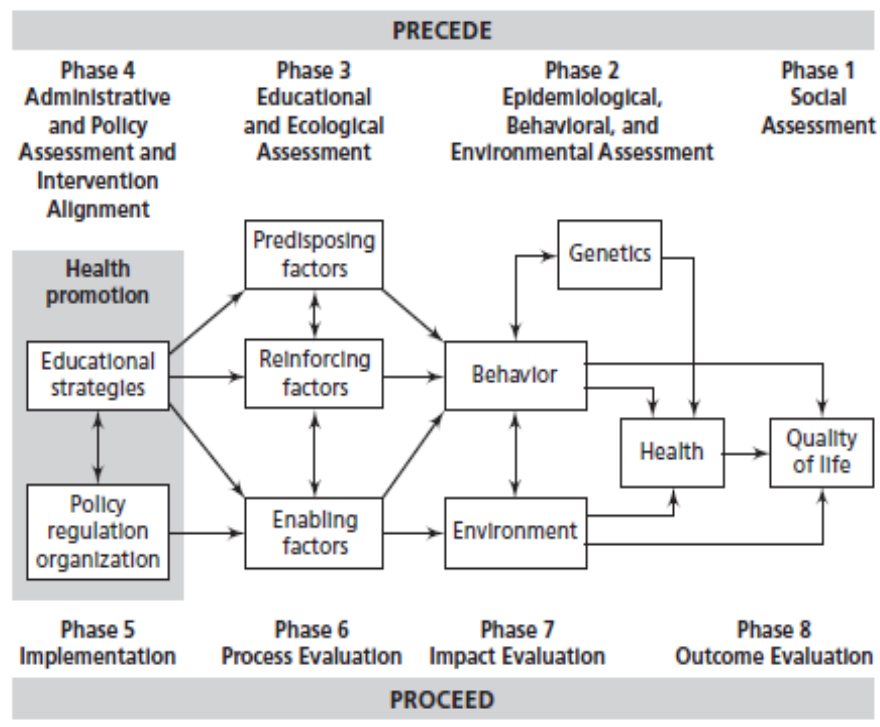 PRECEDE
Phase 4
Administrative
and Policy
Assessment and
Intervention
Alignment
Phase 3
Educational
and Ecological
Assessment
Phase 2
Epidemiological,
Behavioral, and
Environmental Assessment
Phase 1
Social
Assessment
Health
promotion
Educational
strategies
Policy
regulation
organization
Predisposing
factors
Reinforcing
factors
Enabling
factors
Genetics
Behavior
Environment
Health
Quality
of life
Phase 5
Implementation
Phase 6
Process Evaluation
Phase 7
Impact Evaluation
Phase 8
Outcome Evaluation
PROCEED